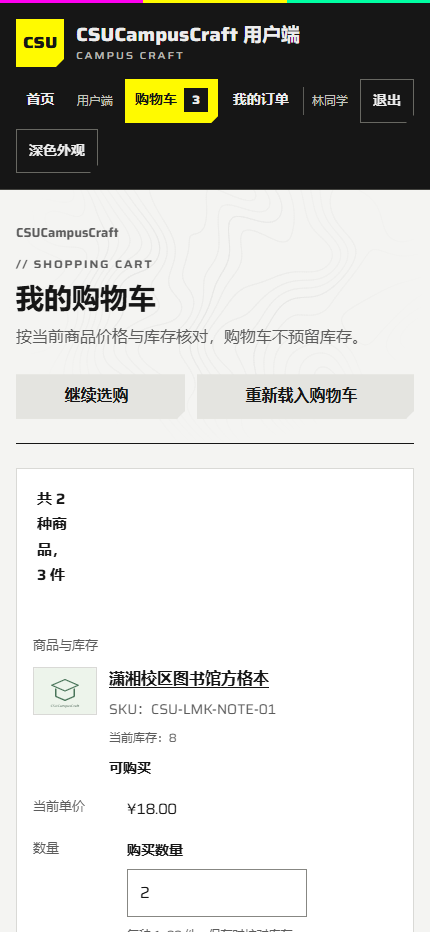 CSU
CSUCampusCraft 用户端
CAMPUS CRAFT
首页 用户端 购物车 3 我的订单 林同学 退出
深色外观
CSUCampusCraft
// SHOPPING CART
我的购物车
按当前商品价格与库存核对，购物车不预留库存。
继续选购 重新载入购物车
共 2
种商
品，
3 件
商品与库存
潇湘校区图书馆方格本
SKU：CSU-LMK-NOTE-01
当前库存：8
可购买
当前单价 ¥18.00
数量 购买数量
2